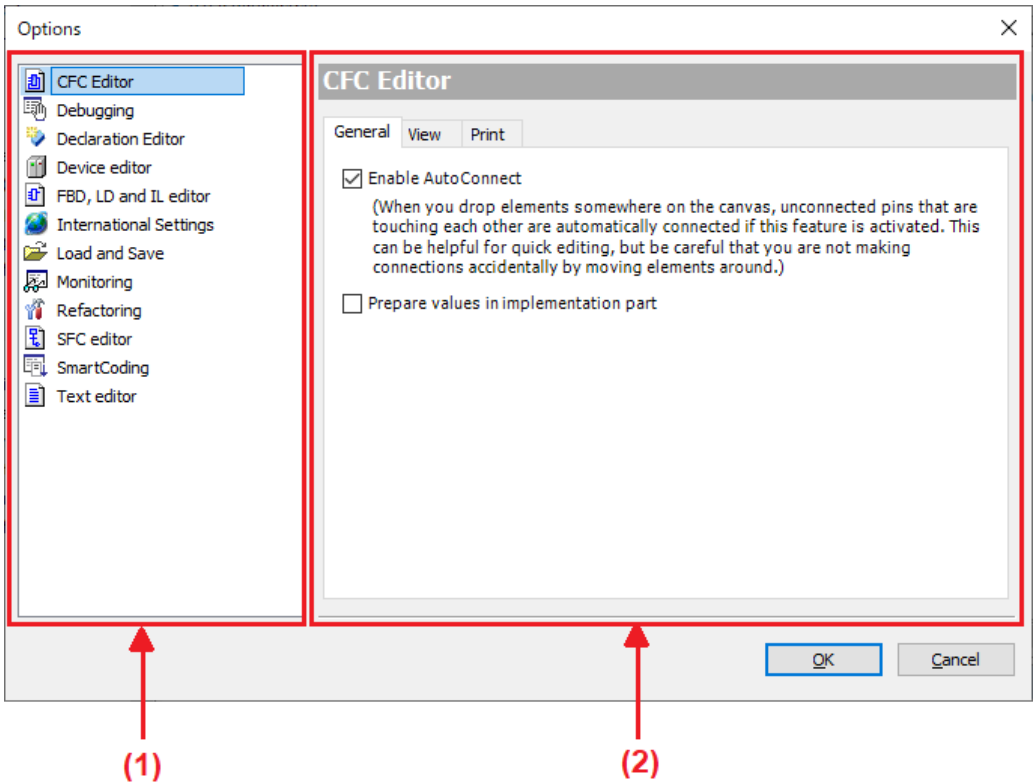 Options
CFC Editor
Debugging
Declaration Editor
Device editor
FBD, LD and IL editor
International Settings
Load and Save
Monitoring
Refactoring
SFC editor
SmartCoding
Text editor
CFC Editor
General View Print
Enable AutoConnect
(When you drop elements somewhere on the canvas, unconnected pins that are
touching each other are automatically connected if this feature is activated. This
can be helpful for quick editing, but be careful that you are not making
connections accidentally by moving elements around.)
Prepare values in implementation part
OK Cancel
(1) (2)